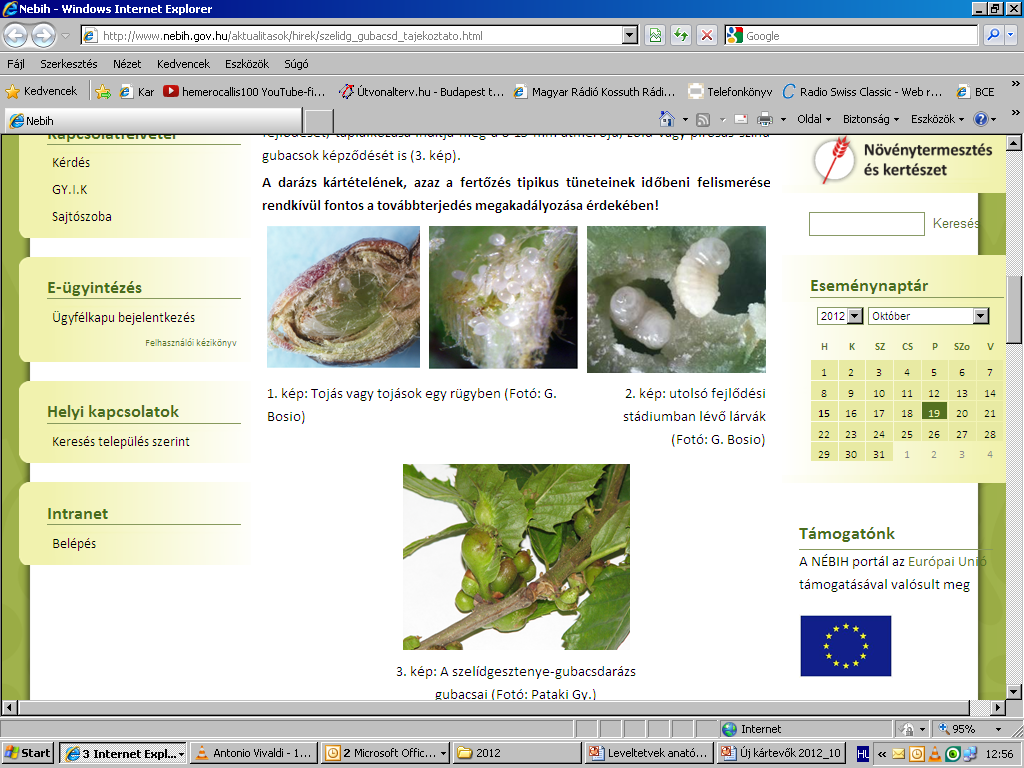 Nebih - Windows Internet Explorer
http://www.nebih.gov.hu/aktualitasok/hirek/szelidg_gubacsd_tajekoztato.html
Google
Fájl Szerkesztés Nézet Kedvencek Eszközök Súgó
Kedvencek
Kar
hemerocallis100 YouTube-fi...
Útvonalterv.hu - Budapest t...
Magyar Rádió Kossuth Rádi...
Telefonkönyv
Radio Swiss Classic - Web r...
BCE
Nebih
Oldal Biztonság Eszközök
Kapcsolatfelvétel
Kérdés
GY.I.K
Sajtószoba
E-ügyintézés
Ügyfélkapu bejelentkezés
Felhasználói kézikönyv
Helyi kapcsolatok
Keresés település szerint
Intranet
Belépés
gubacsok képződését is (3. kép).
A darázs kártételének, azaz a fertőzés tipikus tüneteinek időbeni felismerése
rendkívül fontos a továbbterjedés megakadályozása érdekében!
1. kép: Tojás vagy tojások egy rügyben (Fotó: G.
Bosio)
2. kép: utolsó fejlődési
stádiumban lévő lárvák
(Fotó: G. Bosio)
3. kép: A szelídgesztenye-gubacsdarázs
gubacsai (Fotó: Pataki Gy.)
Növénytermesztés
és kertészet
Keresés
Eseménynaptár
2012 Október
H K SZ CS P SZo V
1 2 3 4 5 6 7
8 9 10 11 12 13 14
15 16 17 18 19 20 21
22 23 24 25 26 27 28
29 30 31 1 2 3 4
Támogatónk
A NÉBIH portál az Európai Unió
támogatásával valósult meg
Internet
95%
Start
3 Internet Expl...
Antonio Vivaldi - 1...
2 Microsoft Offic...
2012
Leveltetvek anató...
Új kártevők 2012_10
HU
12:56